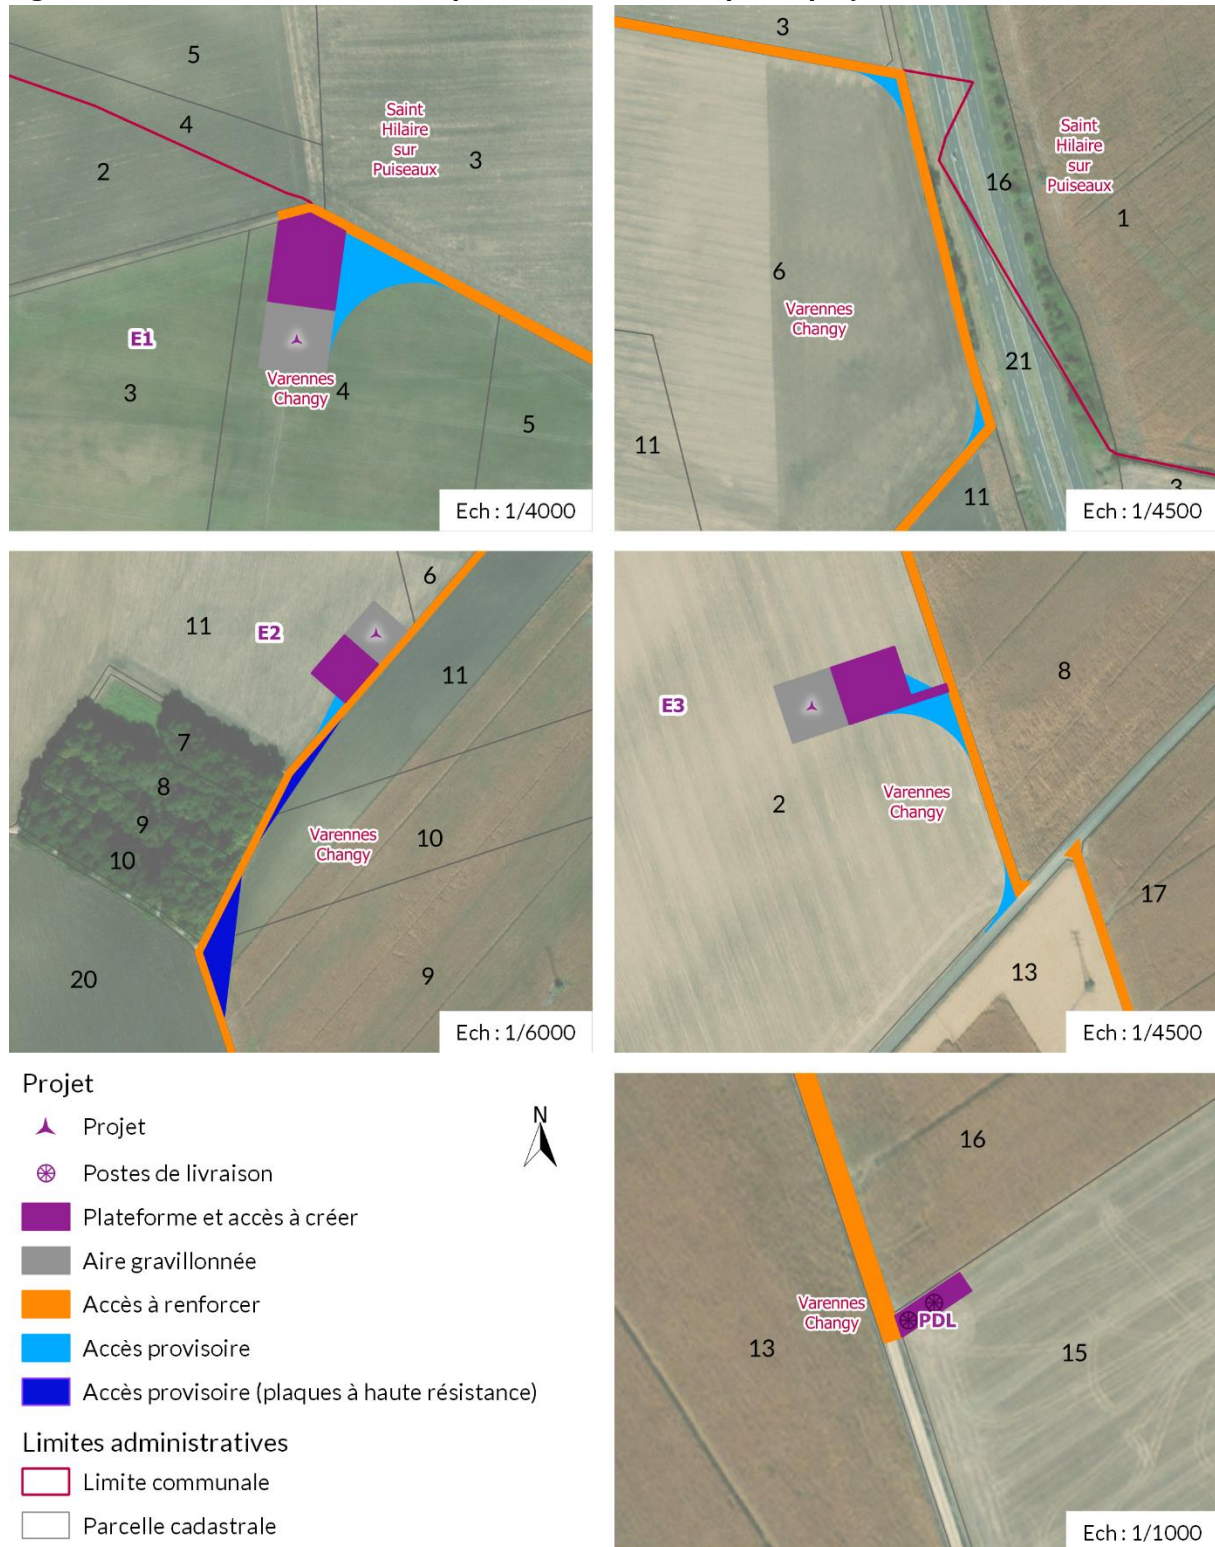 5
4
2
Saint
Hilaire
sur
Puiseaux
3
E1
3
Varennes
Changy
4
5
Ech : 1/4000
3
16
Saint
Hilaire
sur
Puiseaux
1
6
Varennes
Changy
21
11
11
3
Ech : 1/4500
6
11
E2
11
7
8
9
10
Varennes
Changy
10
20
9
Ech : 1/6000
8
E3
2
Varennes
Changy
17
13
Ech : 1/4500
Projet
Projet
Postes de livraison
Plateforme et accès à créer
Aire gravillonnée
Accès à renforcer
Accès provisoire
Accès provisoire (plaques à haute résistance)
Limites administratives
Limite communale
Parcelle cadastrale
N
16
Varennes
Changy
PDL
13
15
Ech : 1/1000